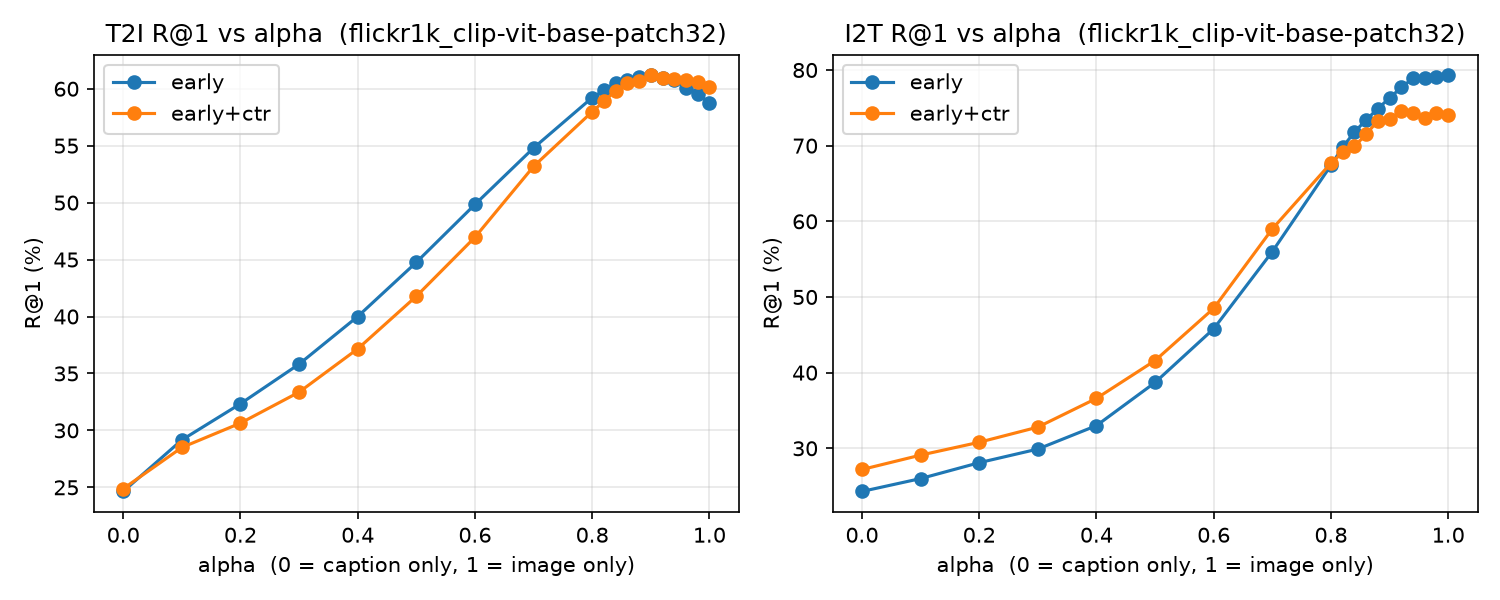 T2I R@1 vs alpha  (flickr1k_clip-vit-base-patch32)
early
early+ctr
R@1 (%)
60
55
50
45
40
35
30
25
0.0 0.2 0.4 0.6 0.8 1.0
alpha  (0 = caption only, 1 = image only)
I2T R@1 vs alpha  (flickr1k_clip-vit-base-patch32)
early
early+ctr
R@1 (%)
80
70
60
50
40
30
0.0 0.2 0.4 0.6 0.8 1.0
alpha  (0 = caption only, 1 = image only)